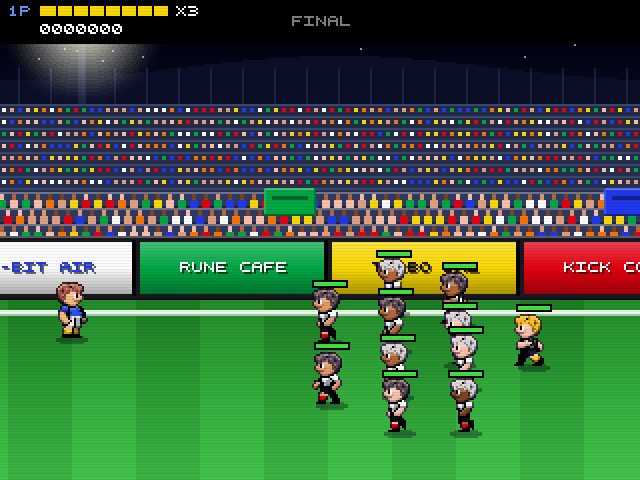 1P X3
0000000
FINAL
-BIT AIR
RUNE CAFE
KICK CO